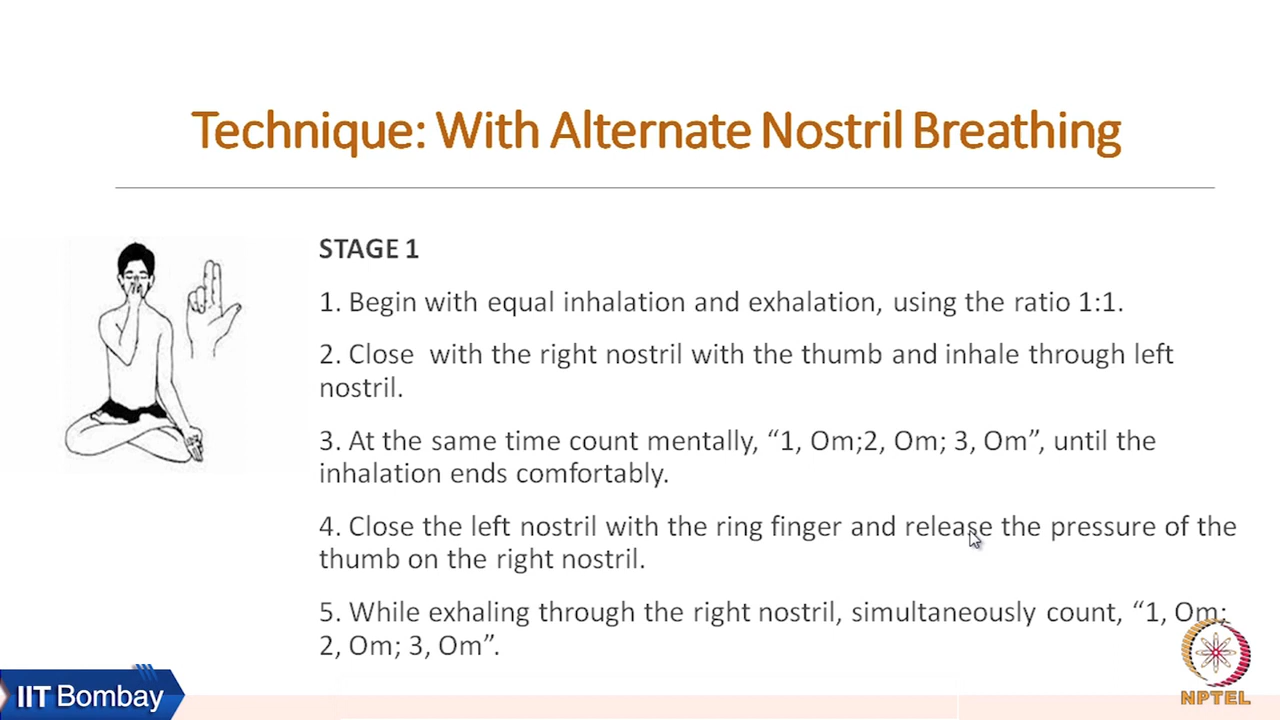 Technique: With Alternate Nostril Breathing
STAGE 1
1. Begin with equal inhalation and exhalation, using the ratio 1:1.
2. Close  with the right nostril with the thumb and inhale through left
nostril.
3. At the same time count mentally, “1, Om;2, Om; 3, Om”, until the
inhalation ends comfortably.
4. Close the left nostril with the ring finger and release the pressure of the
thumb on the right nostril.
5. While exhaling through the right nostril, simultaneously count, “1, Om;
2, Om; 3, Om”.
IIT Bombay
NPTEL